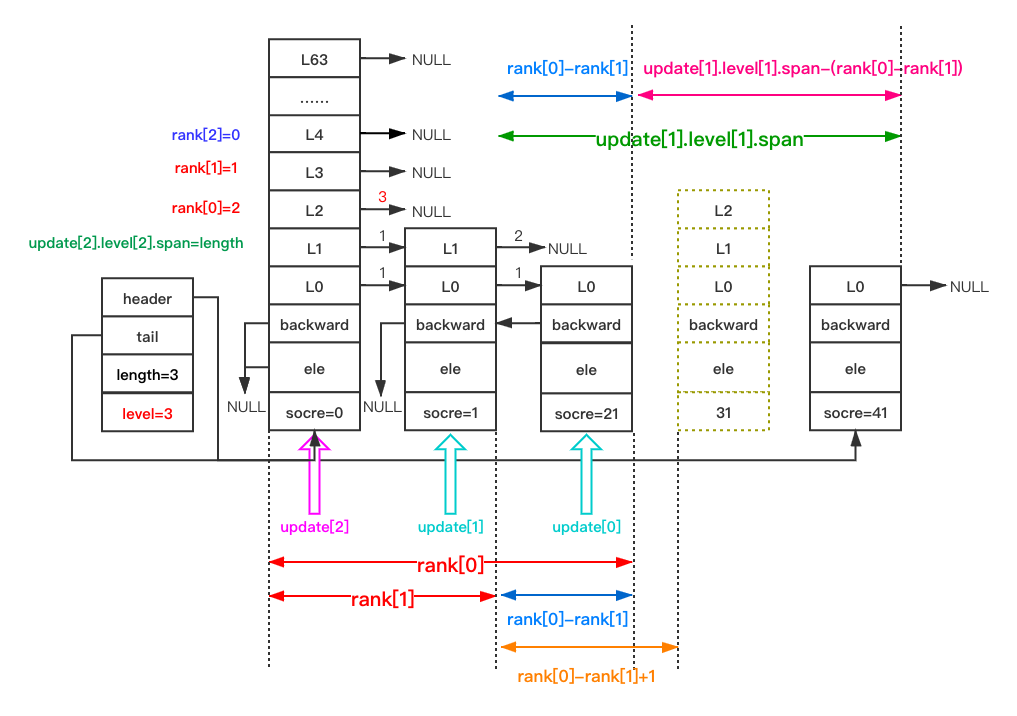 L63
NULL
rank[0]-rank[1]
update[1].level[1].span-(rank[0]-rank[1])
......
rank[2]=0
L4
NULL
update[1].level[1].span
rank[1]=1
L3
NULL
rank[0]=2
L2
3
NULL
L2
update[2].level[2].span=length
L1
1
L1
2
NULL
L1
header
L0
1
L0
1
L0
L0
L0
NULL
tail
backward
backward
backward
backward
backward
length=3
ele
ele
ele
ele
ele
level=3
NULL
socre=0
NULL
socre=1
socre=21
31
socre=41
update[2]
update[1]
update[0]
rank[0]
rank[1]
rank[0]-rank[1]
rank[0]-rank[1]+1